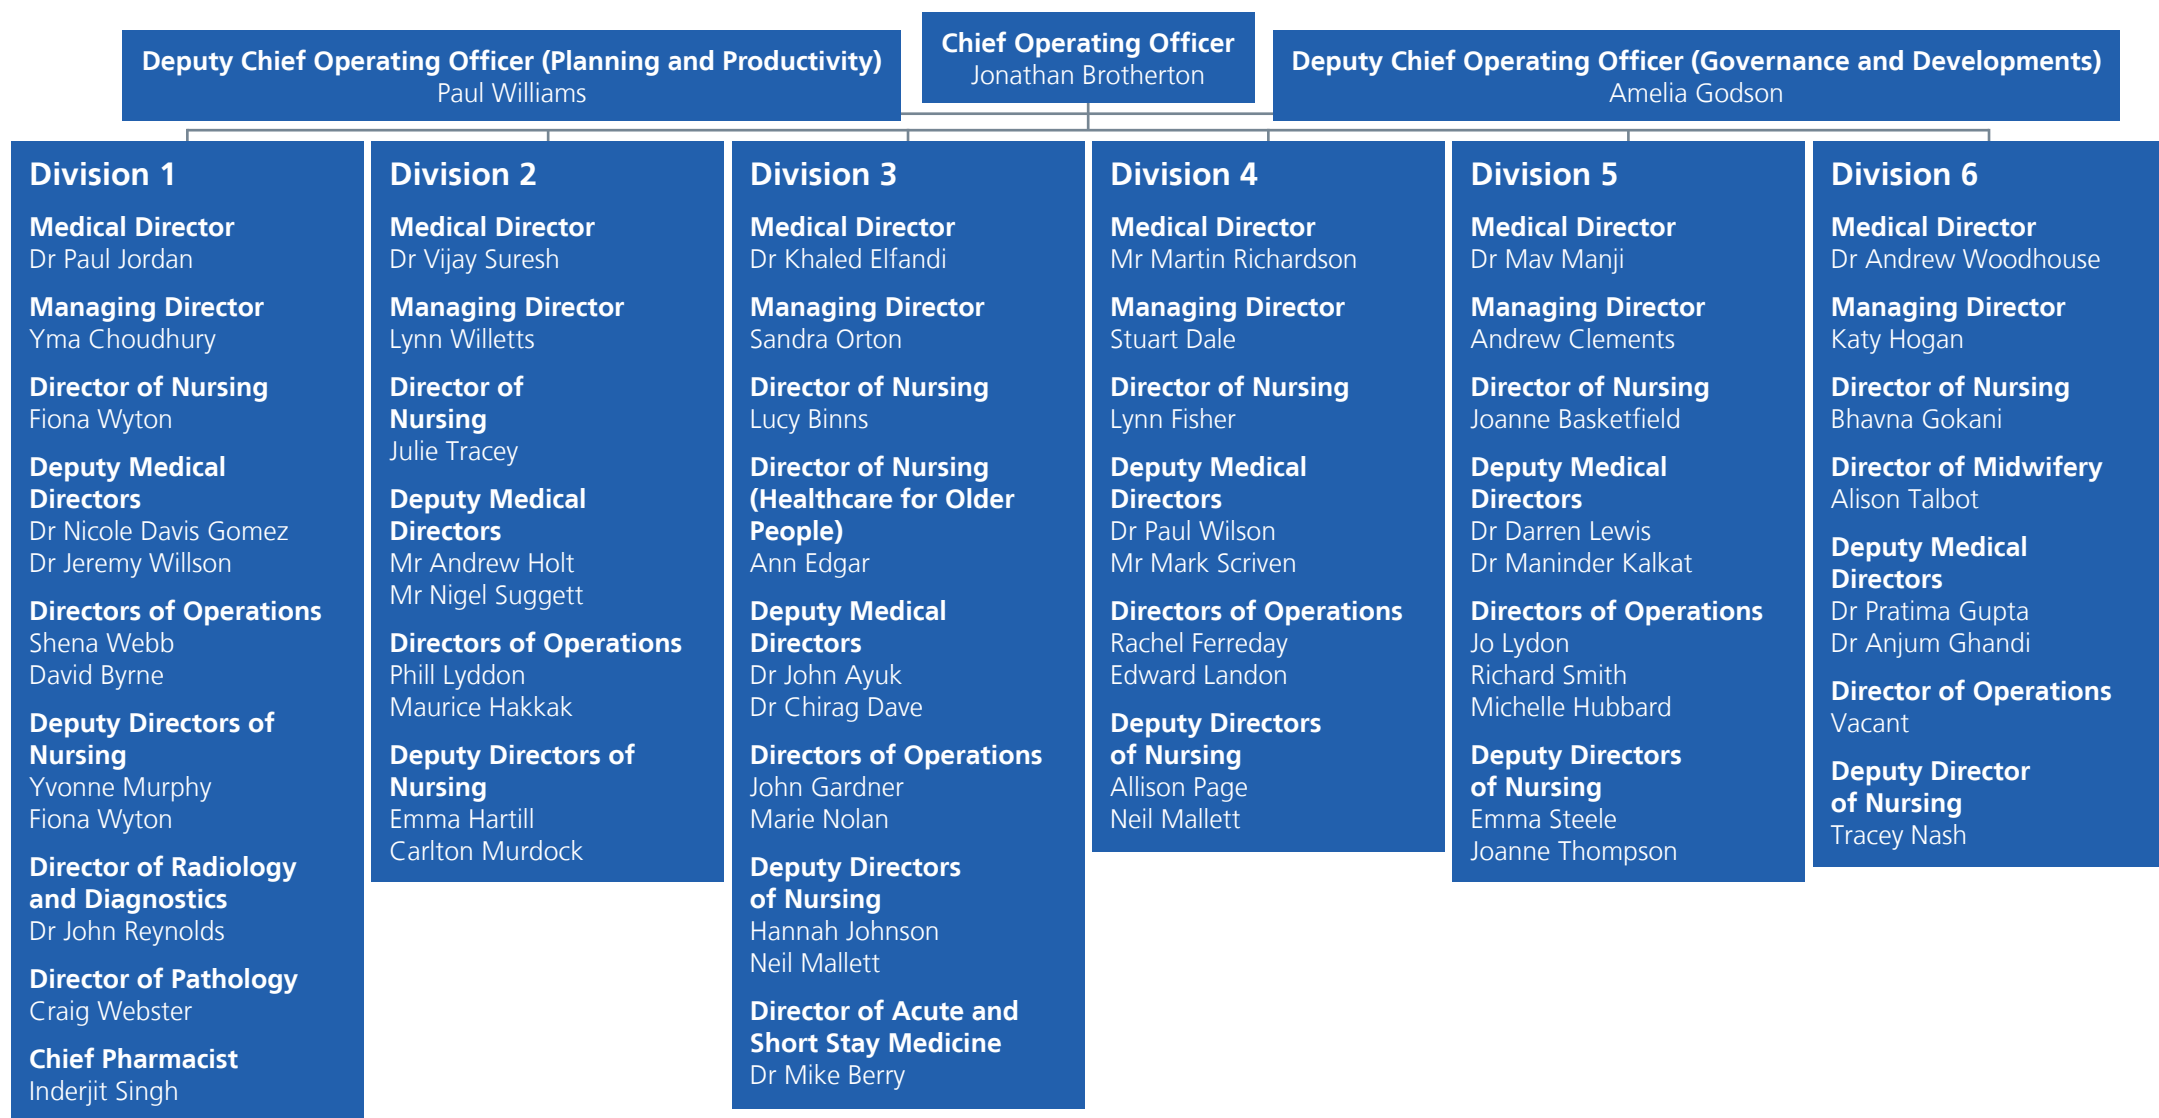 Deputy Chief Operating Officer (Planning and Productivity)
Paul Williams
Chief Operating Officer
Jonathan Brotherton
Deputy Chief Operating Officer (Governance and Developments)
Amelia Godson
Division 1
Medical Director
Dr Paul Jordan
Managing Director
Yma Choudhury
Director of Nursing
Fiona Wyton
Deputy Medical
Directors
Dr Nicole Davis Gomez
Dr Jeremy Willson
Directors of Operations
Shena Webb
David Byrne
Deputy Directors of
Nursing
Yvonne Murphy
Fiona Wyton
Director of Radiology
and Diagnostics
Dr John Reynolds
Director of Pathology
Craig Webster
Chief Pharmacist
Inderjit Singh
Division 2
Medical Director
Dr Vijay Suresh
Managing Director
Lynn Willetts
Director of
Nursing
Julie Tracey
Deputy Medical
Directors
Mr Andrew Holt
Mr Nigel Suggett
Directors of Operations
Phill Lyddon
Maurice Hakkak
Deputy Directors of
Nursing
Emma Hartill
Carlton Murdock
Division 3
Medical Director
Dr Khaled Elfandi
Managing Director
Sandra Orton
Director of Nursing
Lucy Binns
Director of Nursing
(Healthcare for Older
People)
Ann Edgar
Deputy Medical
Directors
Dr John Ayuk
Dr Chirag Dave
Directors of Operations
John Gardner
Marie Nolan
Deputy Directors
of Nursing
Hannah Johnson
Neil Mallett
Director of Acute and
Short Stay Medicine
Dr Mike Berry
Division 4
Medical Director
Mr Martin Richardson
Managing Director
Stuart Dale
Director of Nursing
Lynn Fisher
Deputy Medical
Directors
Dr Paul Wilson
Mr Mark Scriven
Directors of Operations
Rachel Ferreday
Edward Landon
Deputy Directors
of Nursing
Allison Page
Neil Mallett
Division 5
Medical Director
Dr Mav Manji
Managing Director
Andrew Clements
Director of Nursing
Joanne Basketfield
Deputy Medical
Directors
Dr Darren Lewis
Dr Maninder Kalkat
Directors of Operations
Jo Lydon
Richard Smith
Michelle Hubbard
Deputy Directors
of Nursing
Emma Steele
Joanne Thompson
Division 6
Medical Director
Dr Andrew Woodhouse
Managing Director
Katy Hogan
Director of Nursing
Bhavna Gokani
Director of Midwifery
Alison Talbot
Deputy Medical
Directors
Dr Pratima Gupta
Dr Anjum Ghandi
Director of Operations
Vacant
Deputy Director
of Nursing
Tracey Nash